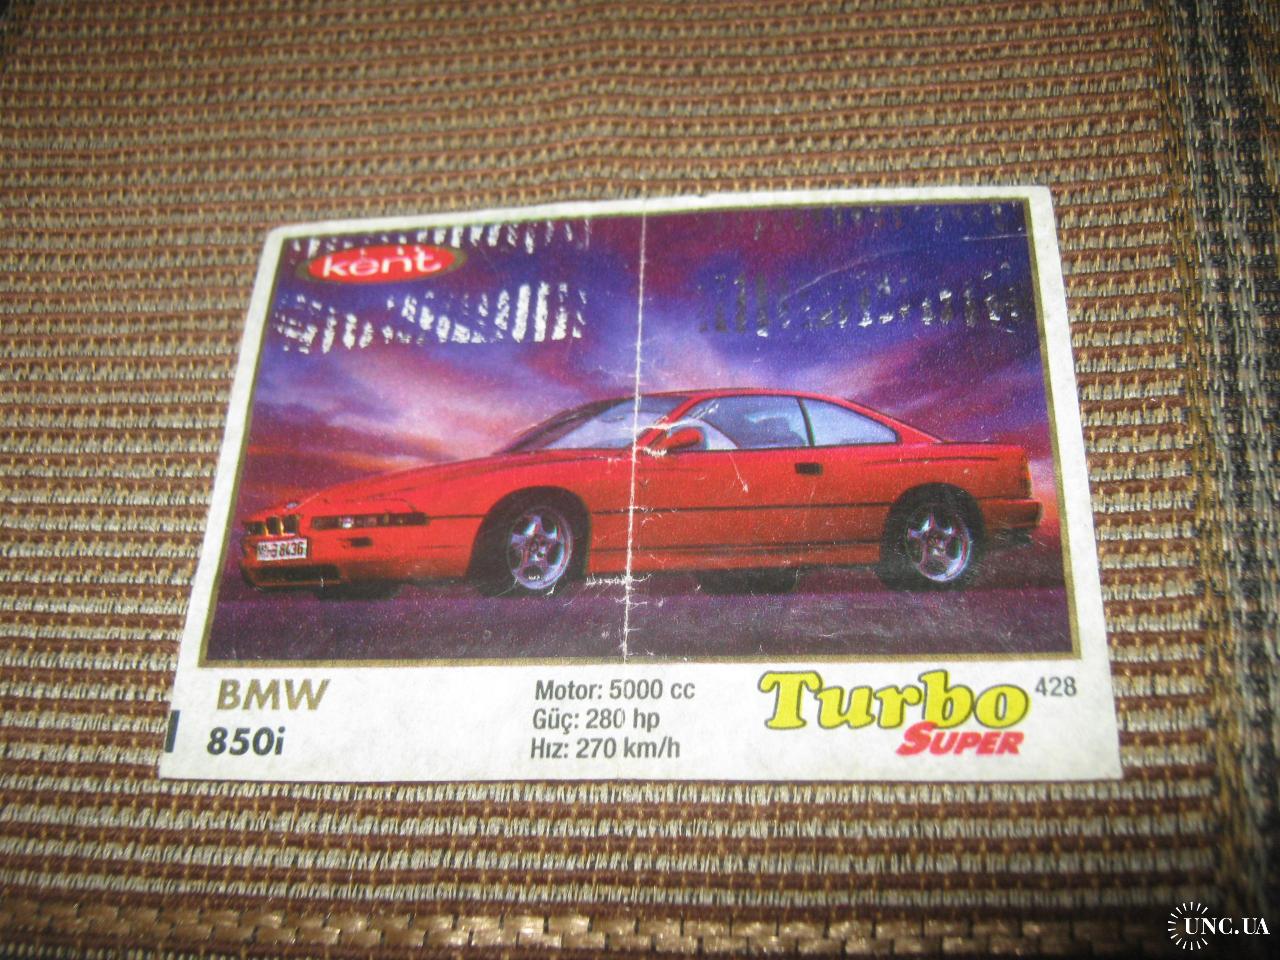 kent
BMW
850i
Motor: 5000 cc
Güç: 280 hp
Hız: 270 km/h
Turbo
SUPER
428
UNC.UA